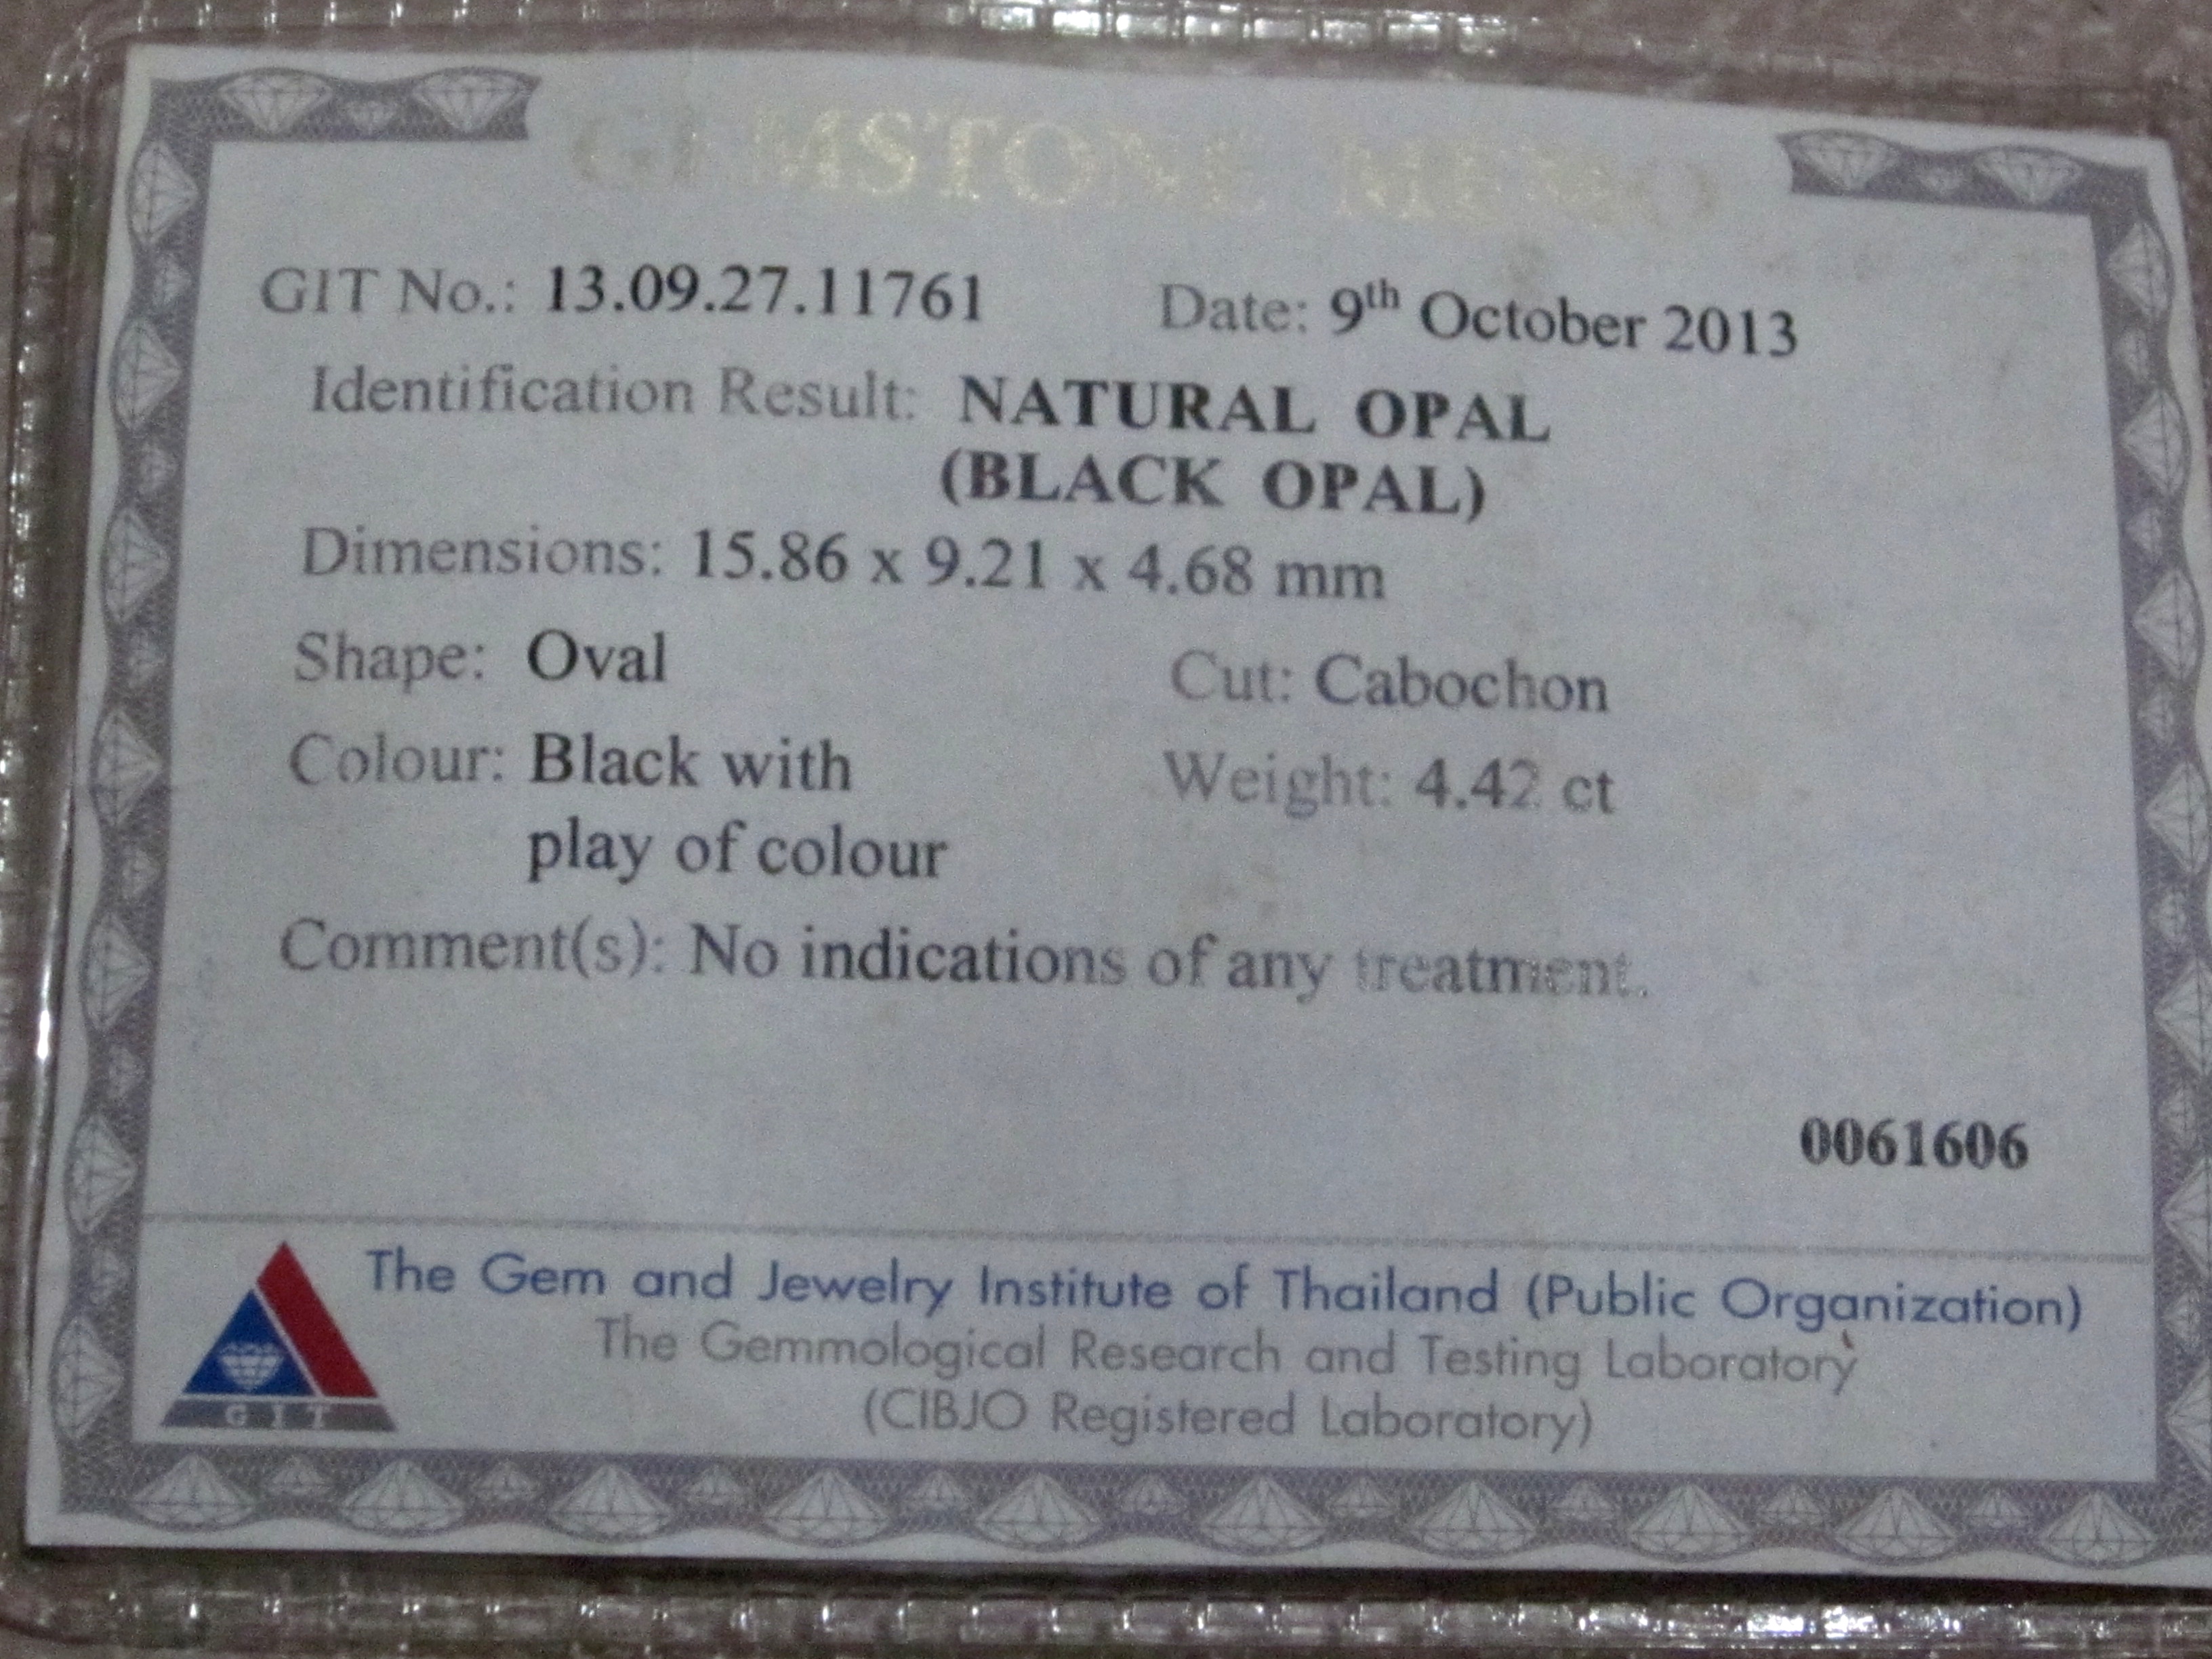 GEMSTONE MEMO
GIT No.: 13.09.27.11761 Date: 9th October 2013
Identification Result: NATURAL OPAL
(BLACK OPAL)
Dimensions: 15.86 x 9.21 x 4.68 mm
Shape: Oval Cut: Cabochon
Colour: Black with Weight: 4.42 ct
play of colour
Comment(s): No indications of any treatment.
0061606
The Gem and Jewelry Institute of Thailand (Public Organization)
The Gemmological Research and Testing Laboratory
(CIBJO Registered Laboratory)
GIT